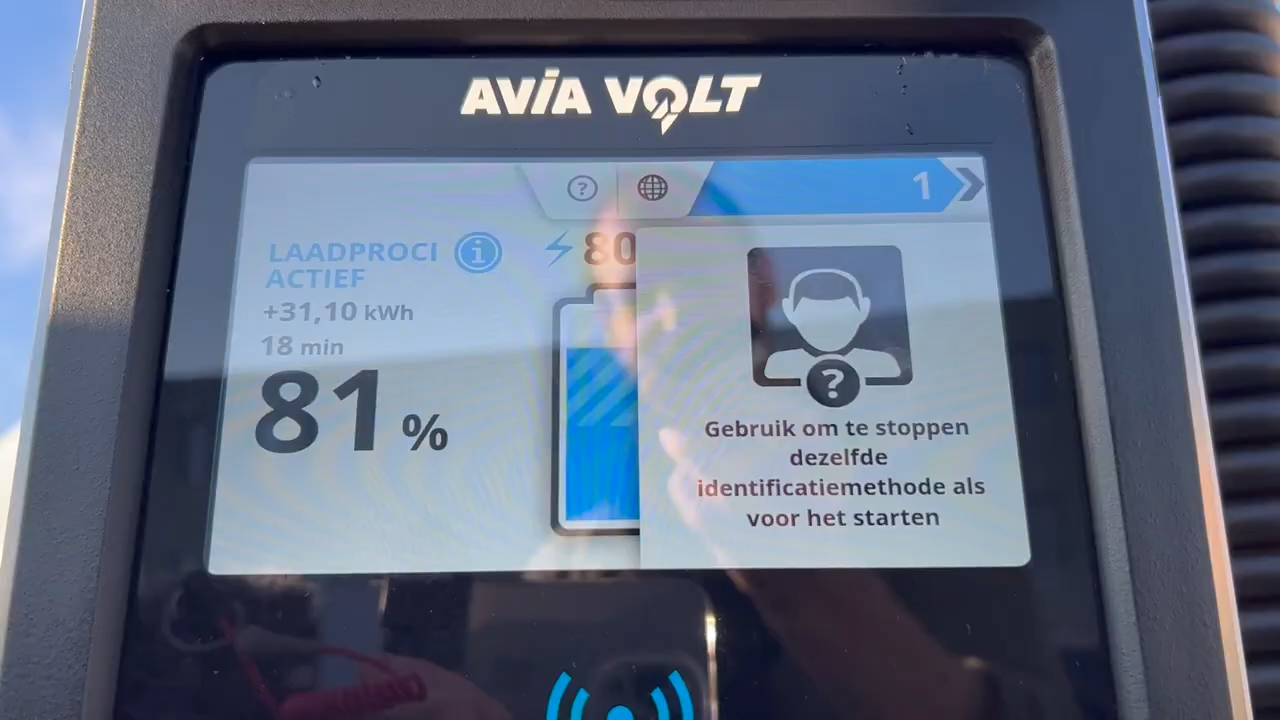 AVIA VOLT
1
LAADPROCI
ACTIEF
80
+31,10 kWh
18 min
81 %
Gebruik om te stoppen
dezelfde
identificatiemethode als
voor het starten